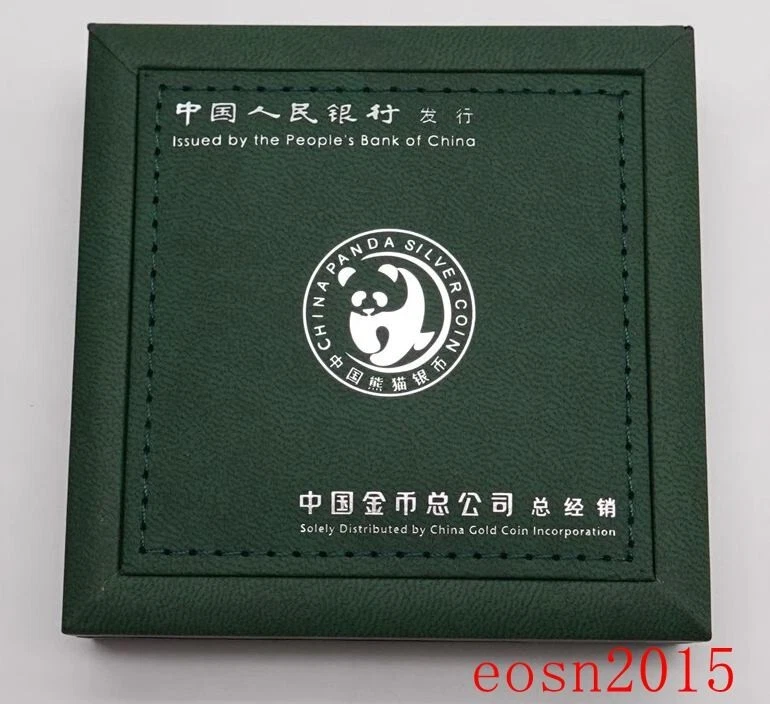 中国人民银行 发行
Issued by the People's Bank of China
CHINA PANDA SILVER COIN
中国熊猫银币
中国金币总公司 总经销
Solely Distributed by China Gold Coin Incorporation
eosn2015